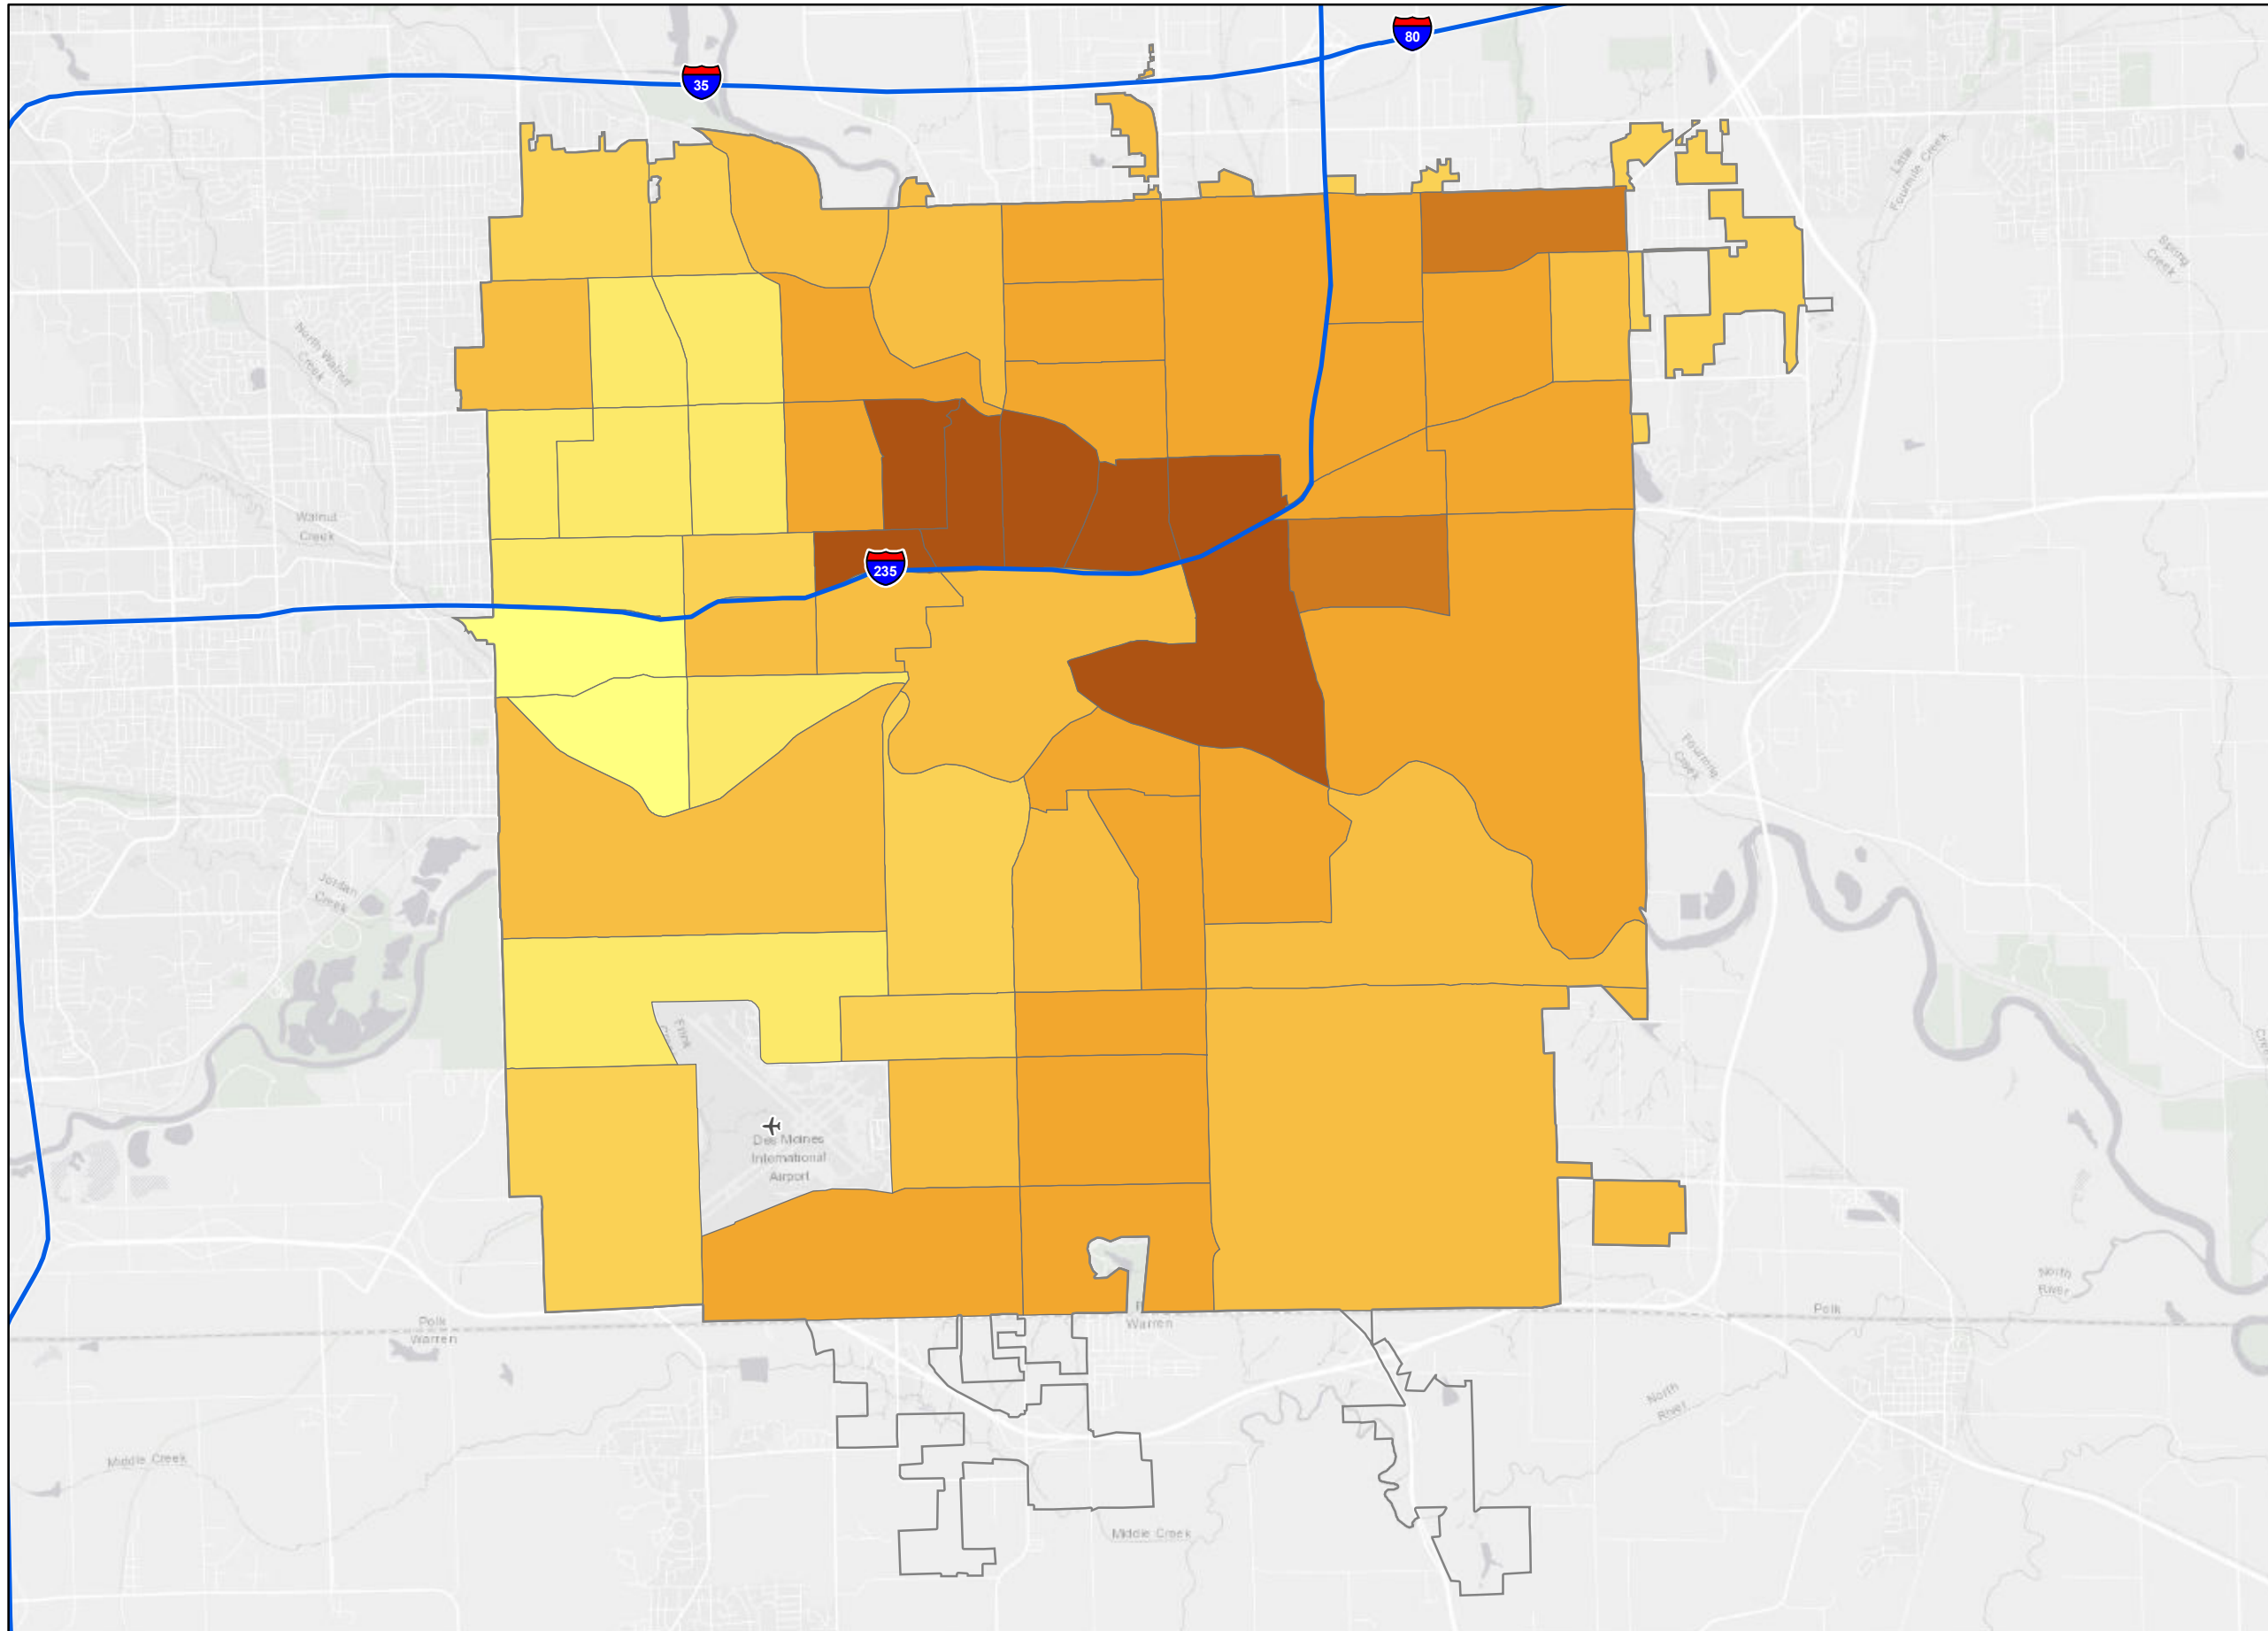 80
35
Little
Fourmile Creek
Spring
Creek
North Walnut
Creek
Walnut
Creek
235
Fourmile
Creek
Jordan
Creek
Frink
Des Moines
International
Airport
Polk
Warren
Warren
Polk
North
River
North
River
Middle Creek
Middle Creek